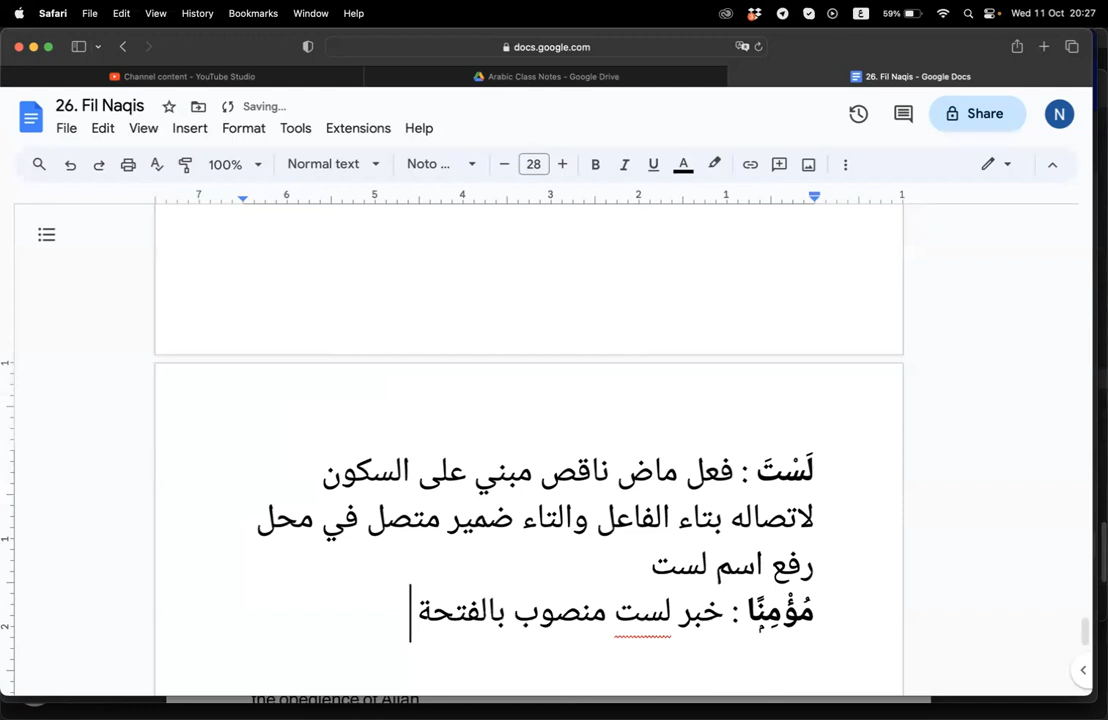 Safari File Edit View History Bookmarks Window Help 59% Wed 11 Oct 20:27
docs.google.com
Channel content - YouTube Studio Arabic Class Notes - Google Drive 26. Fil Naqis - Google Docs
26. Fil Naqis Saving... Share N
File Edit View Insert Format Tools Extensions Help
100% Normal text Noto ... 28 B I U A
7 6 5 4 3 2 1 1
لَسْتَ : فعل ماض ناقص مبني على السكون
لاتصاله بتاء الفاعل والتاء ضمير متصل في محل
رفع اسم لست
مُؤْمِنًا : خبر لست منصوب بالفتحة
the obedience of Allah